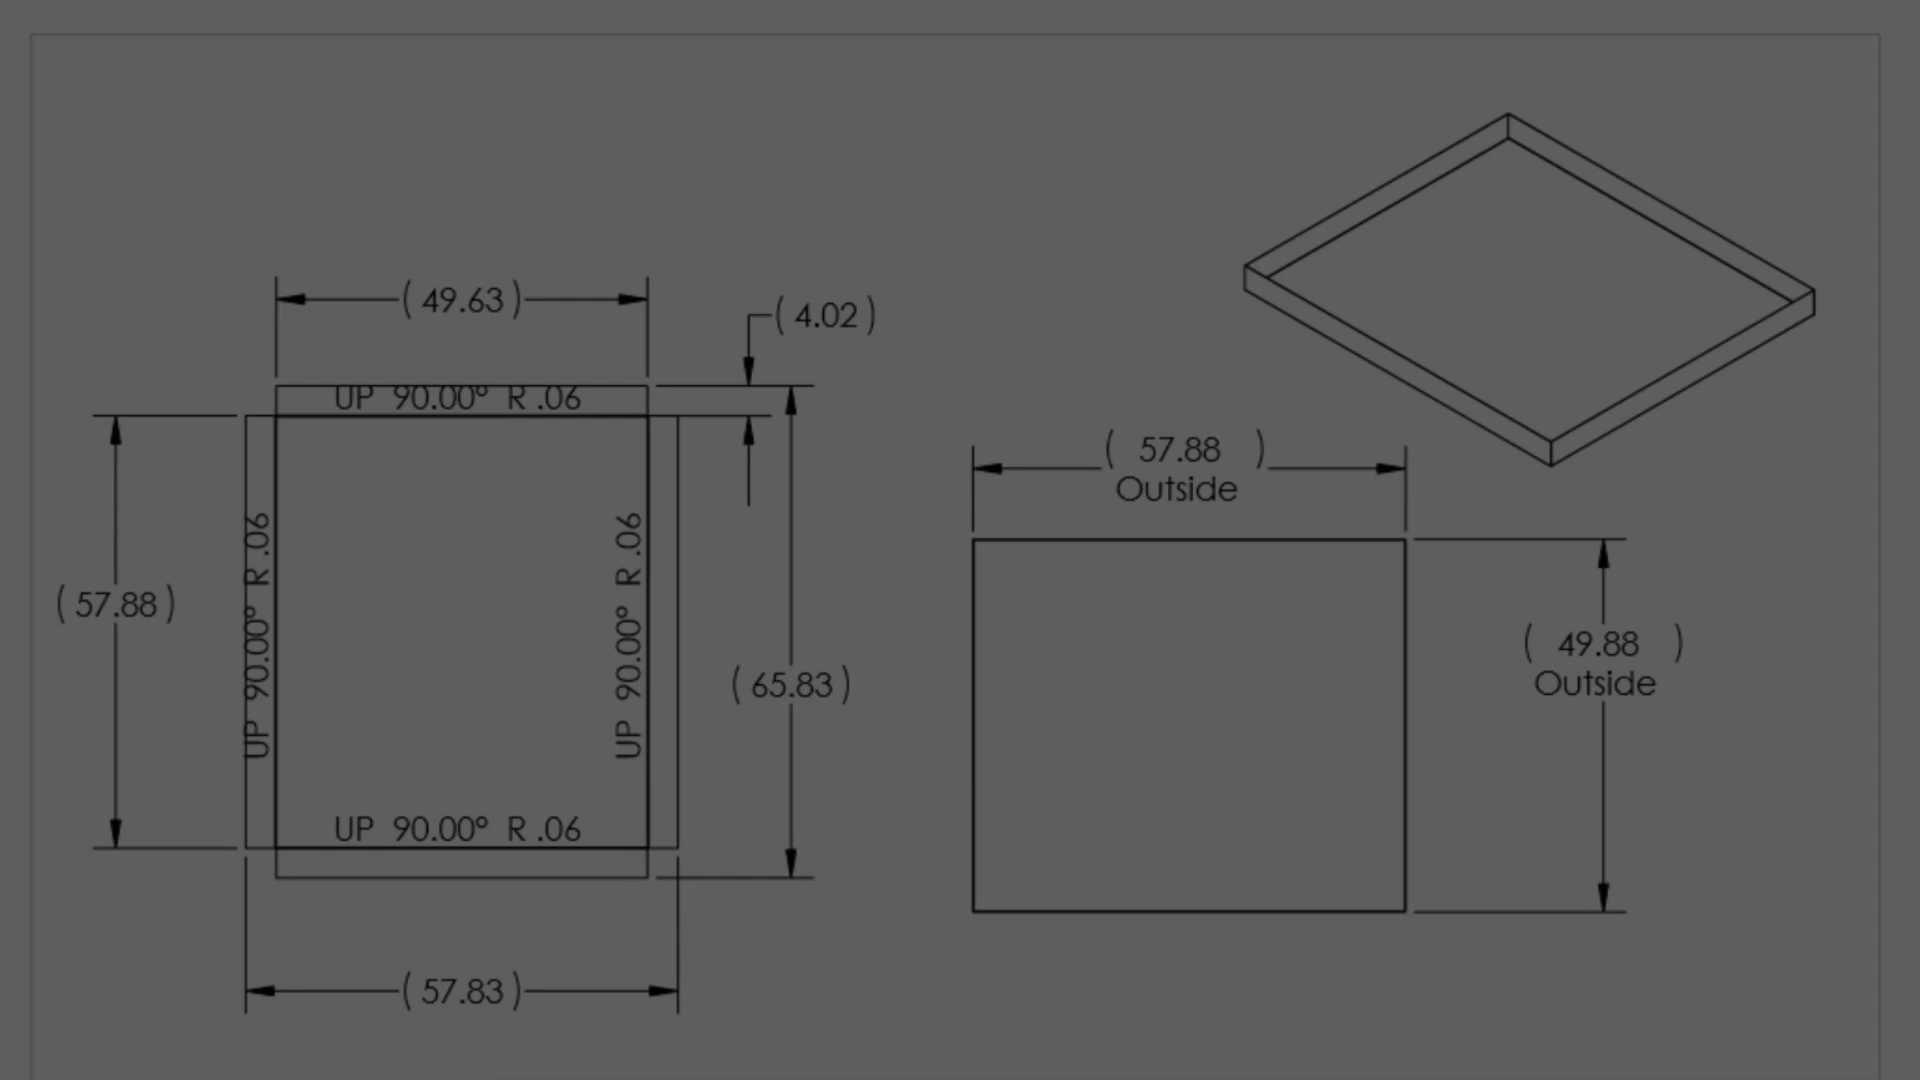 ( 49.63 )
( 4.02 )
UP 90.00° R .06
( 57.88 )
Outside
UP 90.00° R .06
UP 90.00° R .06
( 57.88 )
( 49.88 )
Outside
( 65.83 )
UP 90.00° R .06
( 57.83 )